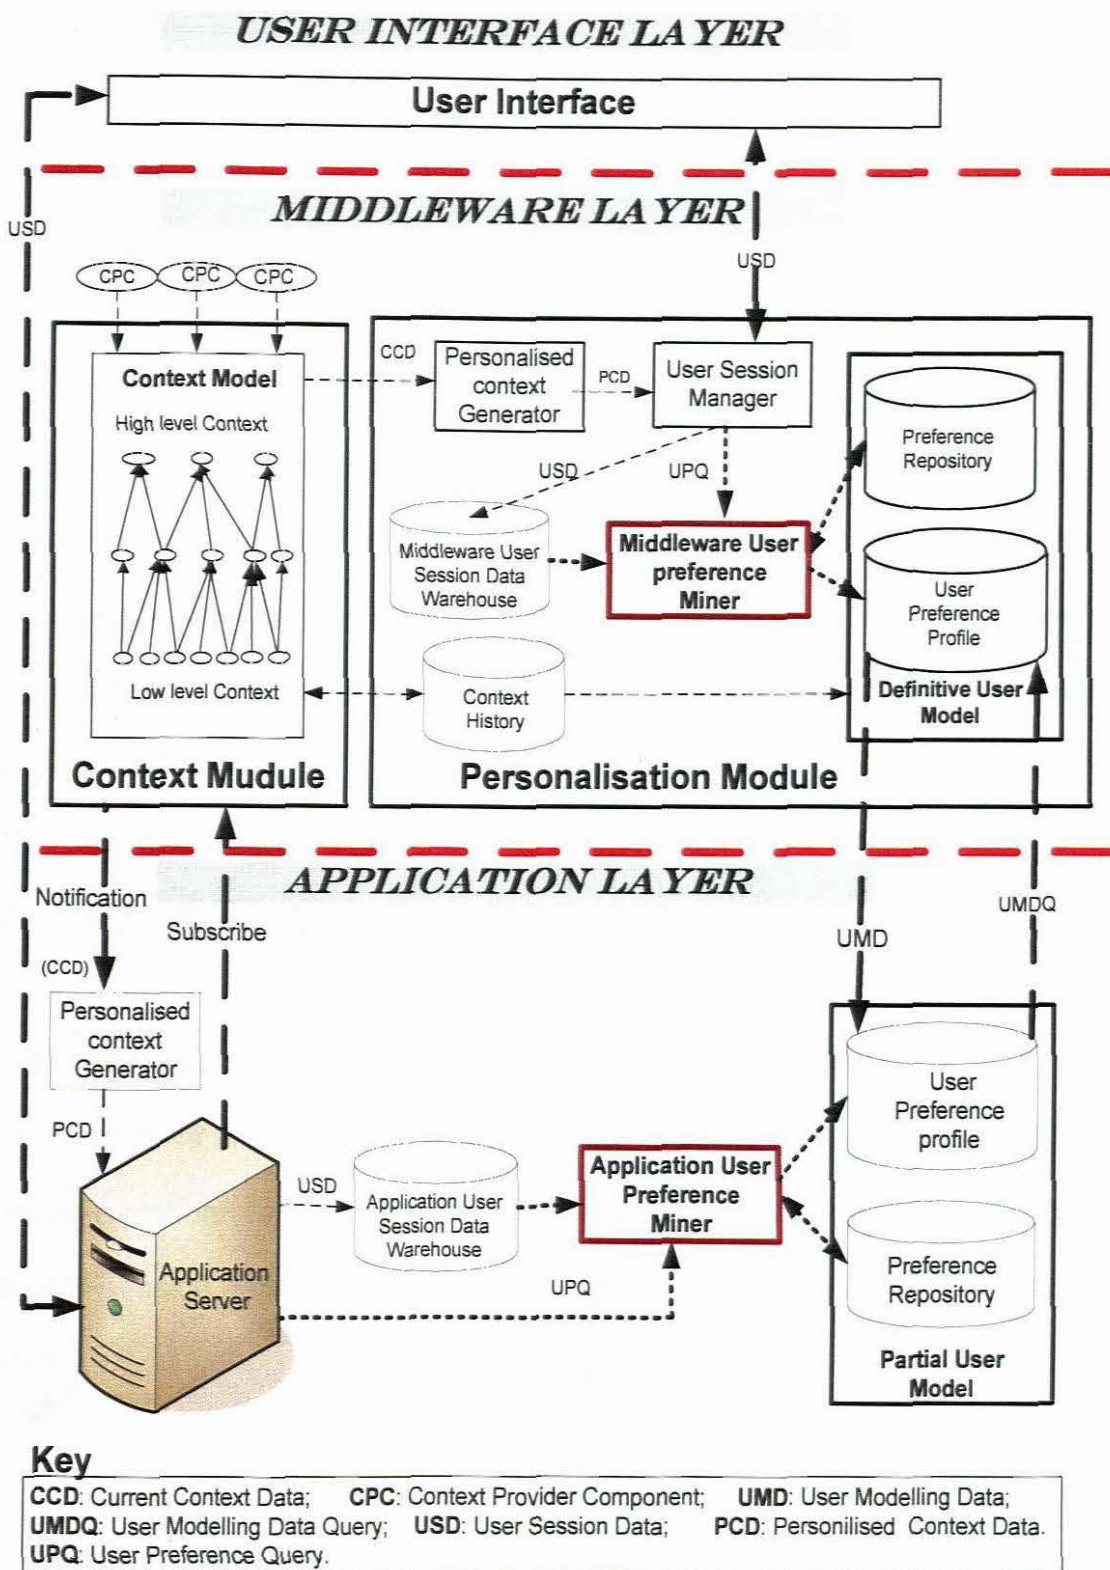 USER INTERFACE LAYER
User Interface
MIDDLEWARE LAYER
USD
USD
CPC CPC CPC
Context Model
High level Context
Low level Context
Context Mudule
CCD
Personalised
context
Generator
PCD
User Session
Manager
USD
UPQ
Middleware User
Session Data
Warehouse
Middleware User
preference
Miner
Preference
Repository
User
Preference
Profile
Definitive User
Model
Context
History
Personalisation Module
APPLICATION LAYER
Notification
(CCD)
Subscribe
UMD
UMDQ
Personalised
context
Generator
PCD
Application
Server
USD
Application User
Session Data
Warehouse
UPQ
Application User
Preference
Miner
User
Preference
profile
Preference
Repository
Partial User
Model
Key
CCD: Current Context Data; CPC: Context Provider Component; UMD: User Modelling Data;
UMDQ: User Modelling Data Query; USD: User Session Data; PCD: Personilised Context Data.
UPQ: User Preference Query.